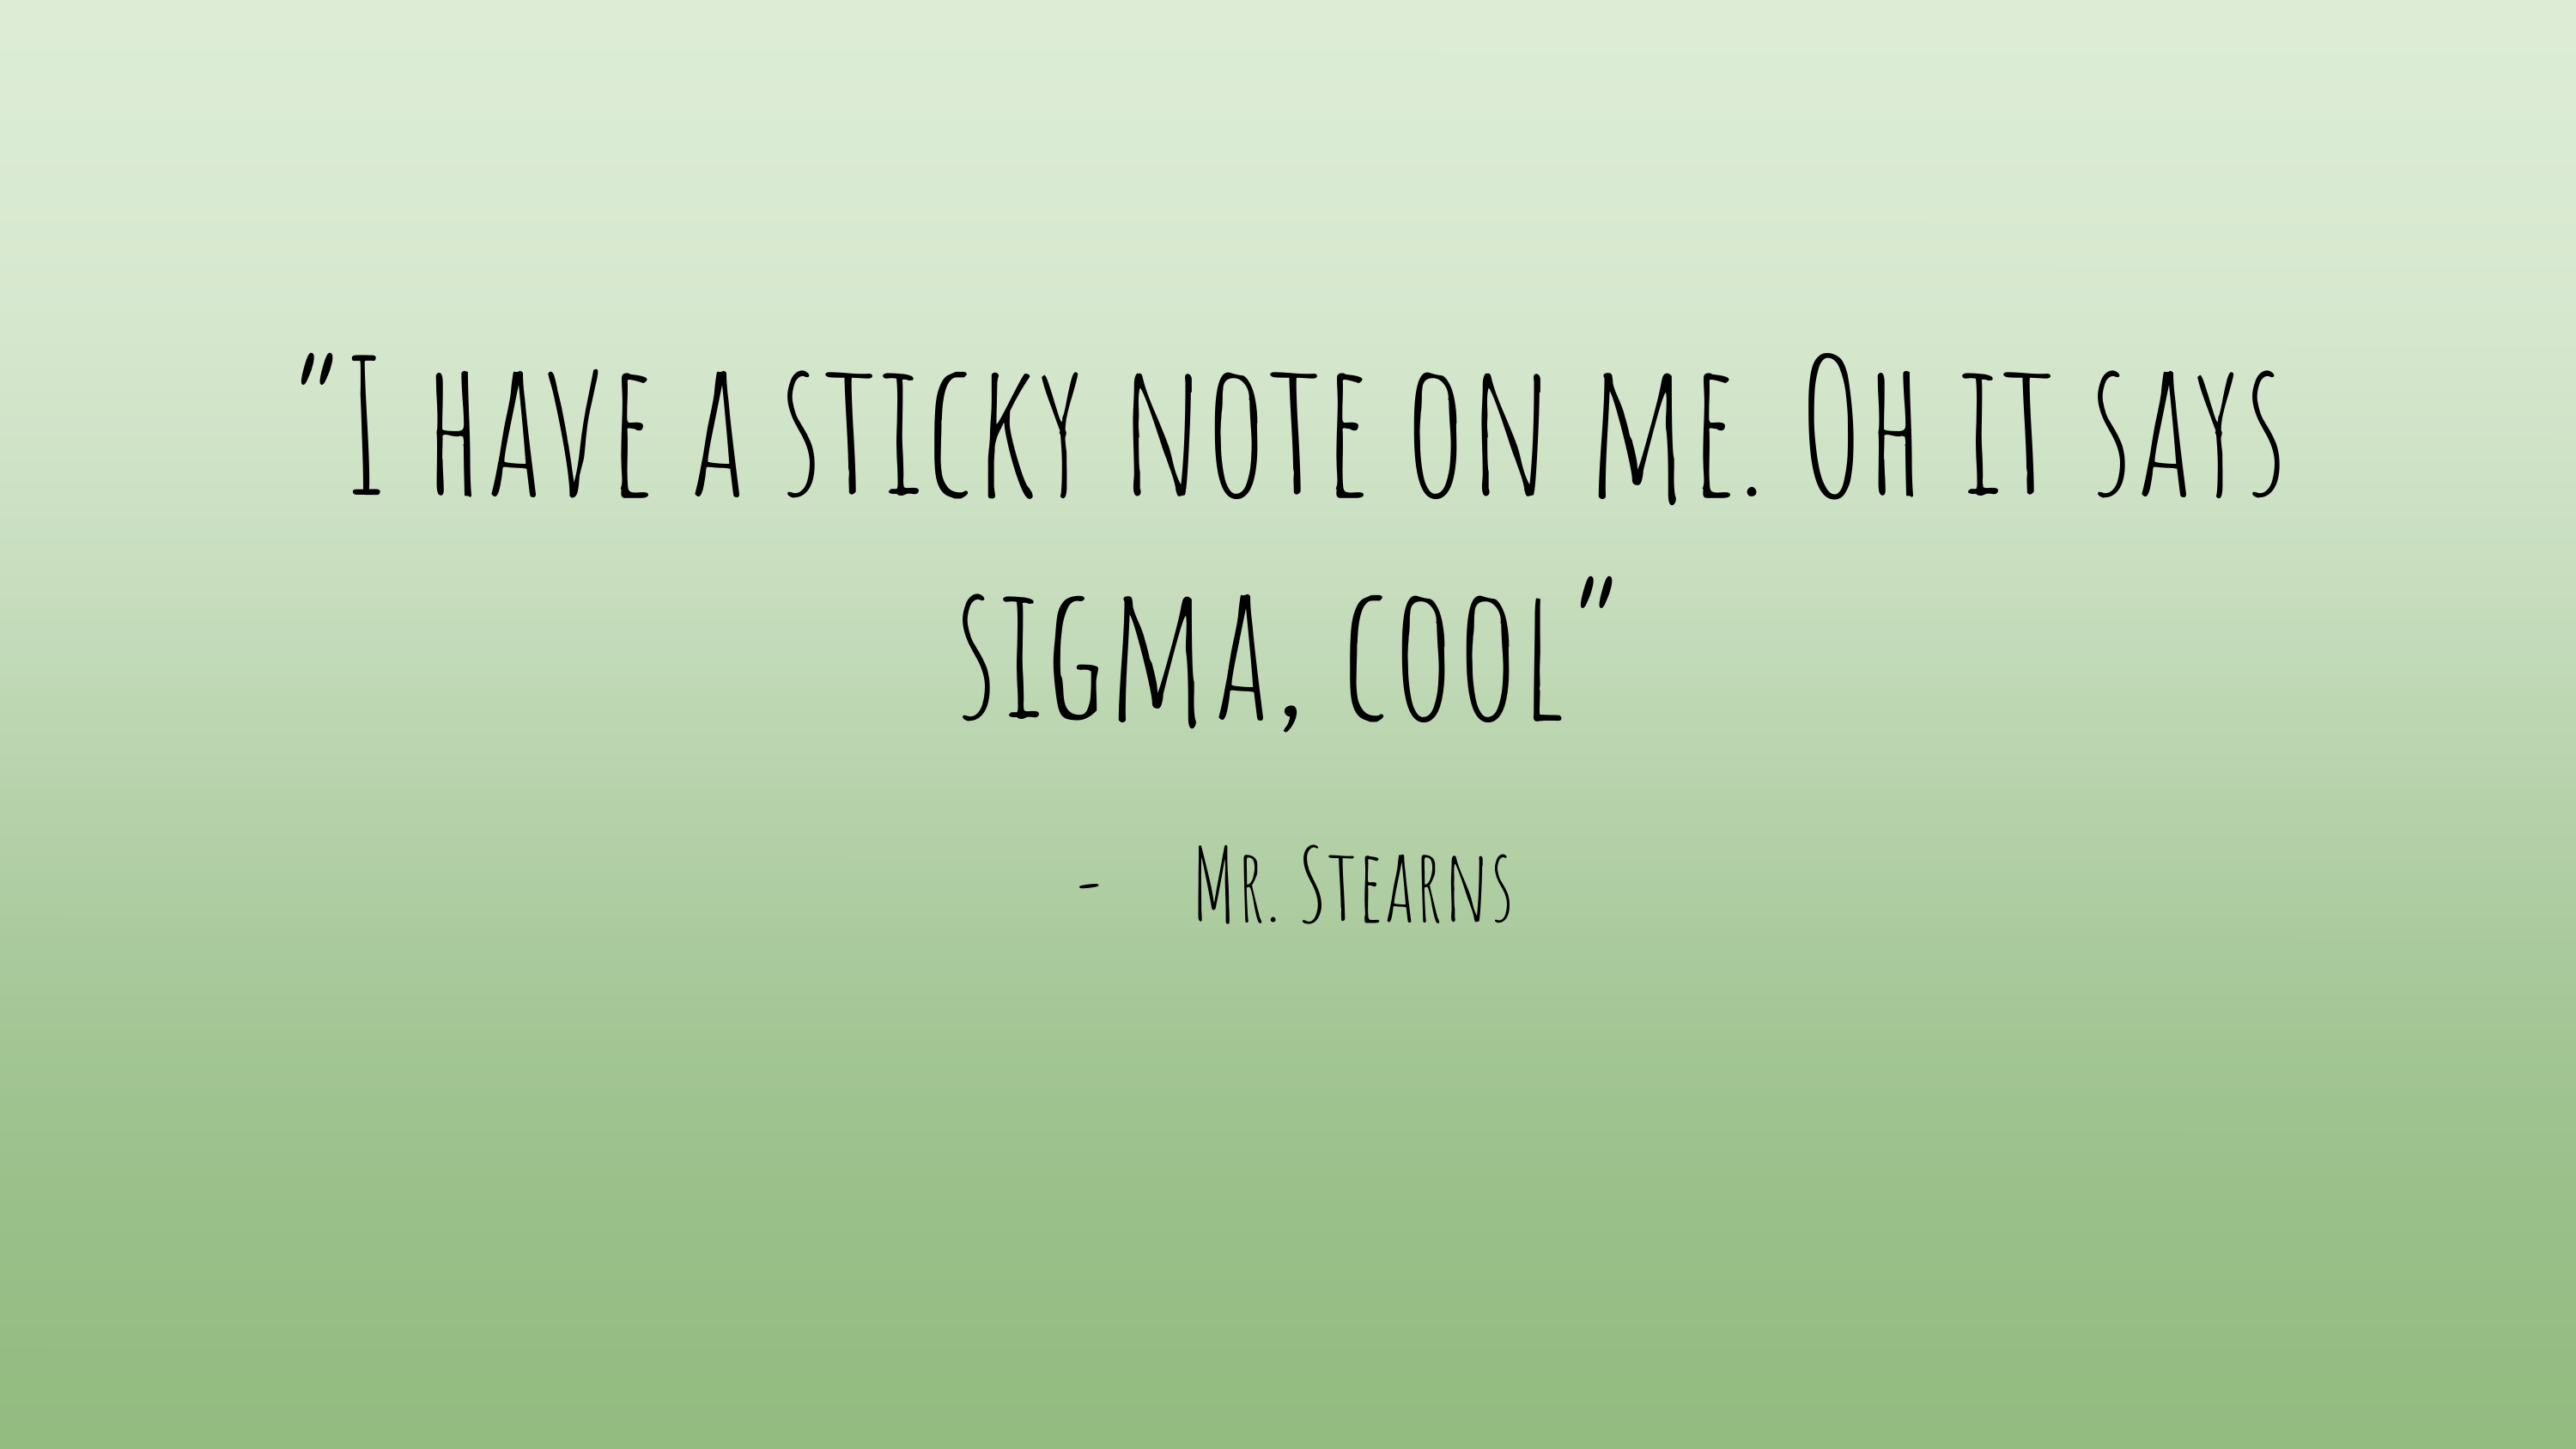 "I have a sticky note on me. Oh it says
sigma, cool"
- Mr. Stearns